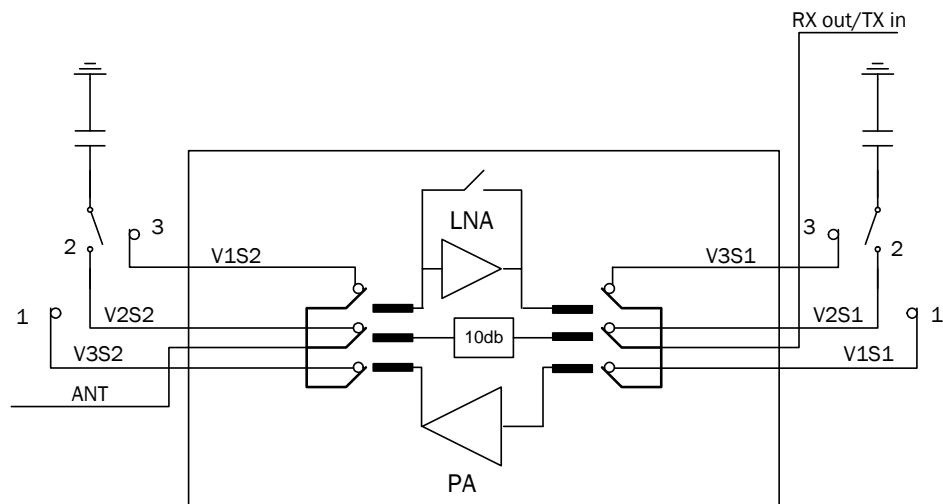 RX out/TX in
LNA
3
3
2
2
V1S2
V3S1
1
V2S2
V2S1
1
10db
V3S2
V1S1
ANT
PA